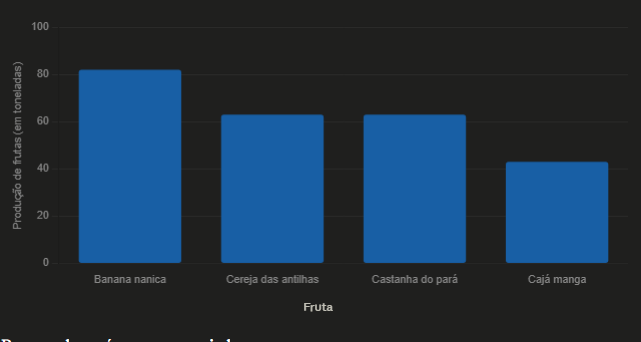 100
80
60
40
20
0
Produção de frutas (em toneladas)
Banana nanica
Cereja das antilhas
Castanha do pará
Cajá manga
Fruta